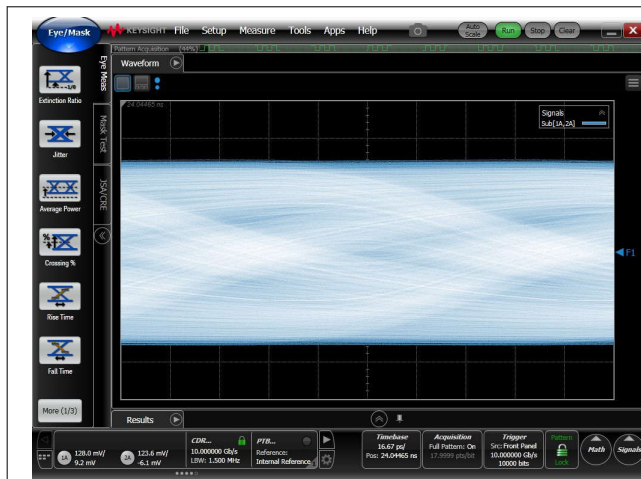 Eye/Mask
KEYSIGHT File Setup Measure Tools Apps Help
Auto Scale Run Stop Clear
Pattern Acquisition (44%)
Waveform
Eye Meas
Mask Test
JSA/CRE
Extinction Ratio
Jitter
Average Power
Crossing %
Rise Time
Fall Time
More (1/3)
24.04465 ns
Signals
Sub[1A,2A]
F1
Results
1A 128.0 mV/
9.2 mV
2A 123.6 mV/
-6.1 mV
CDR...
10.000000 Gb/s
LBW: 1.500 MHz
PTB...
Reference:
Internal Reference
Timebase
16.67 ps/
Pos: 24.04465 ns
Acquisition
Full Pattern: On
17.9999 pts/bit
Trigger
Src: Front Panel
10.000000 Gb/s
10000 bits
Pattern
Lock
Math
Signals